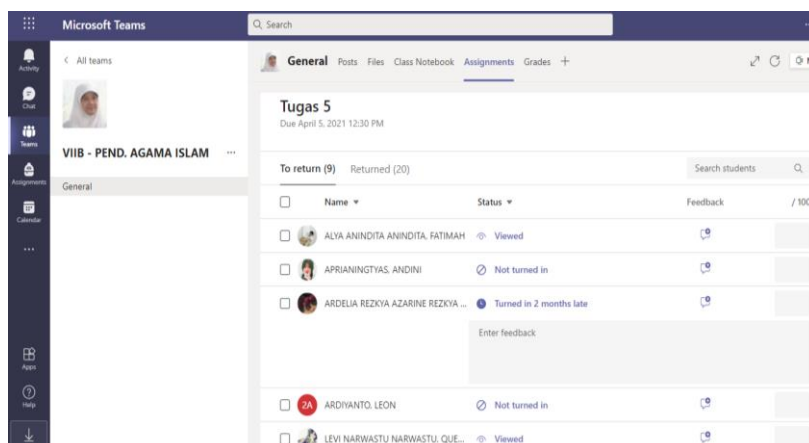 Microsoft Teams
Search
Activity
Chat
Teams
Assignments
Calendar
Apps
Help
All teams
VIIB - PEND. AGAMA ISLAM
General
General Posts Files Class Notebook Assignments Grades
Tugas 5
Due April 5, 2021 12:30 PM
To return (9) Returned (20)
Search students
Name Status Feedback / 100
ALYA ANINDITA ANINDITA, FATIMAH Viewed
APRIANINGTYAS, ANDINI Not turned in
ARDELIA REZKYA AZARINE REZKYA ... Turned in 2 months late
Enter feedback
2A ARDIYANTO, LEON Not turned in
LEVI NARWASTU NARWASTU, QUE... Viewed